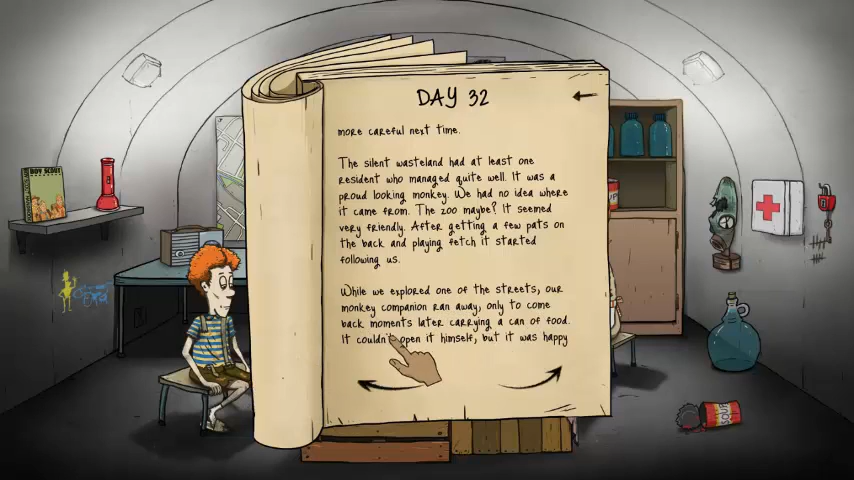 DAY 32
more careful next time.
The silent wasteland had at least one
resident who managed quite well. It was a
proud looking monkey. We had no idea where
it came from. The zoo maybe? It seemed
very friendly. After getting a few pats on
the back and playing fetch it started
following us.
While we explored one of the streets, our
monkey companion ran away, only to come
back moments later carrying a can of food.
It couldn't open it himself, but it was happy
BOY SCOUT
SOUP